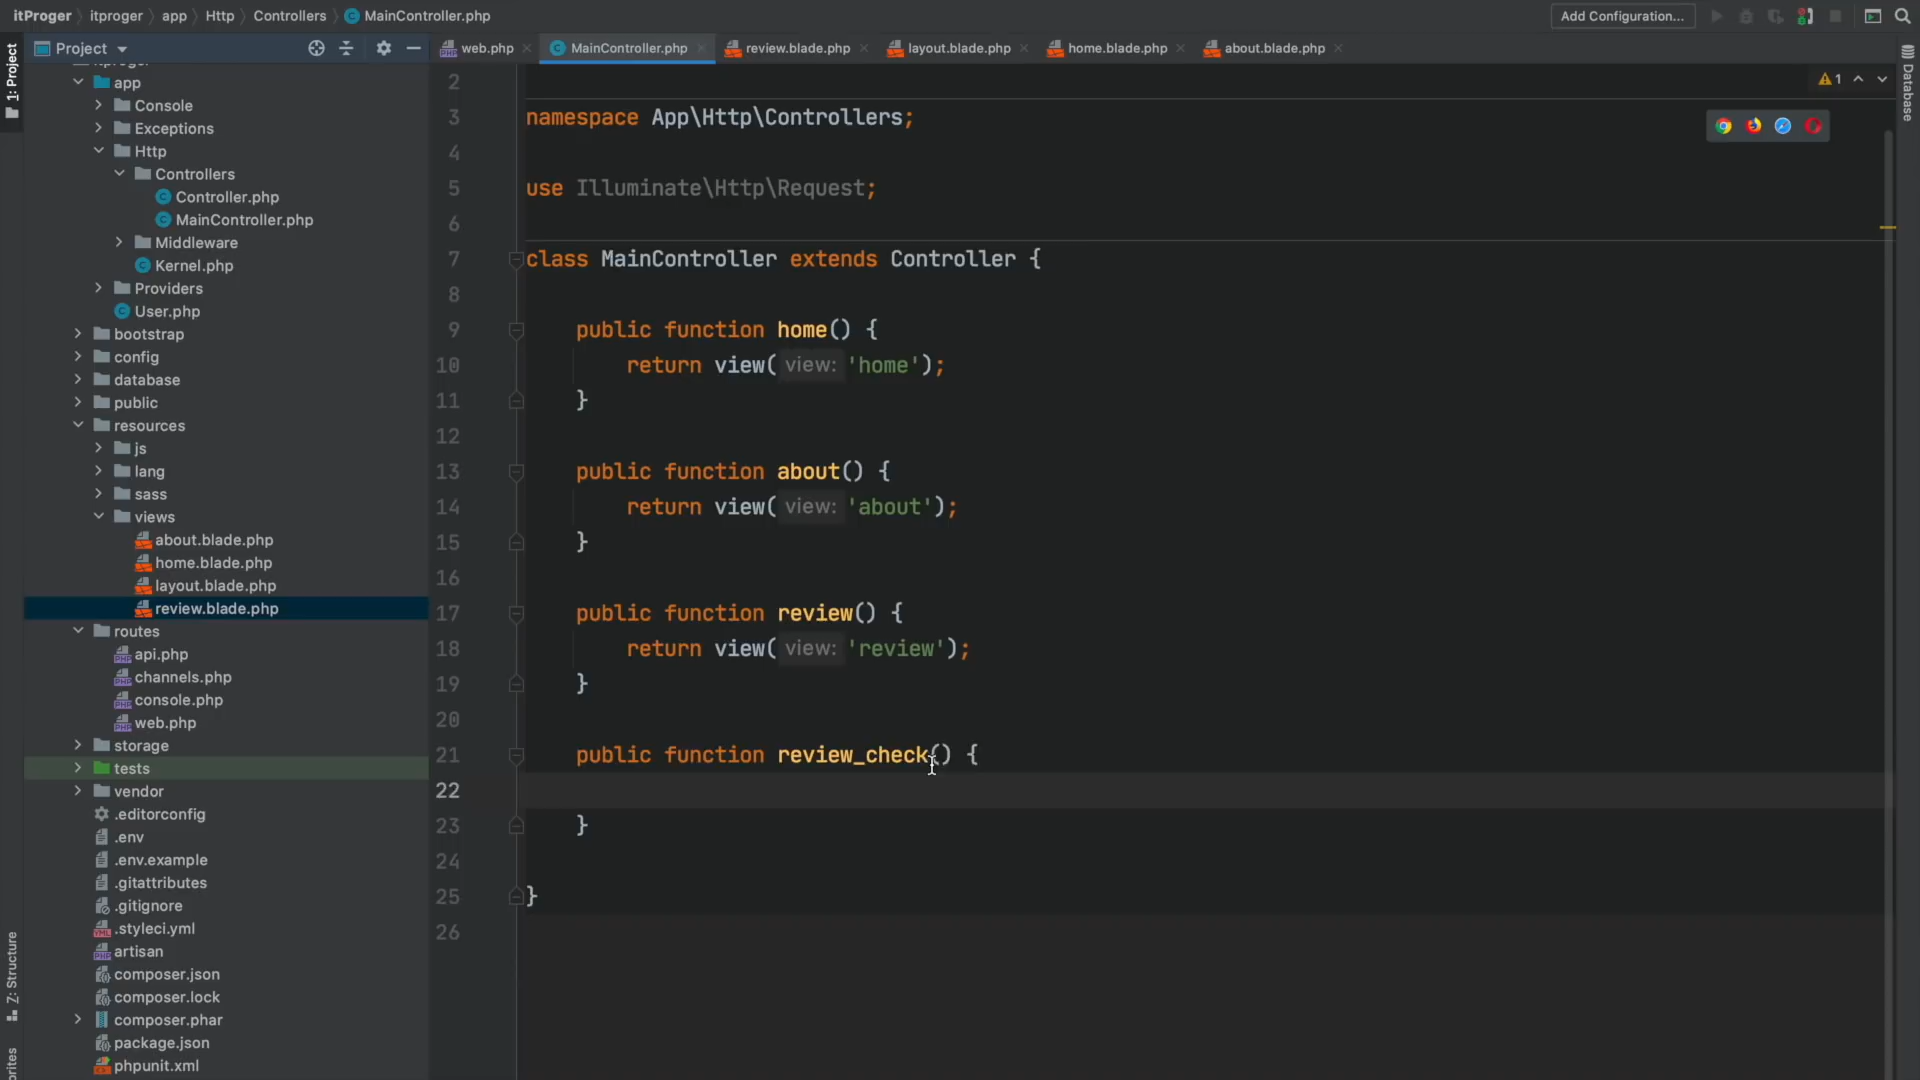 itProger itproger app Http Controllers MainController.php Add Configuration...
Project web.php MainController.php review.blade.php layout.blade.php home.blade.php about.blade.php
1: Project
Z: Structure
Database
1
app
Console
Exceptions
Http
Controllers
Controller.php
MainController.php
Middleware
Kernel.php
Providers
User.php
bootstrap
config
database
public
resources
js
lang
sass
views
about.blade.php
home.blade.php
layout.blade.php
review.blade.php
routes
api.php
channels.php
console.php
web.php
storage
tests
vendor
.editorconfig
.env
.env.example
.gitattributes
.gitignore
.styleci.yml
artisan
composer.json
composer.lock
composer.phar
package.json
phpunit.xml
2
3 namespace App\Http\Controllers;
4
5 use Illuminate\Http\Request;
6
7 class MainController extends Controller {
8
9 public function home() {
10 return view( view: 'home');
11 }
12
13 public function about() {
14 return view( view: 'about');
15 }
16
17 public function review() {
18 return view( view: 'review');
19 }
20
21 public function review_check() {
22
23 }
24
25 }
26